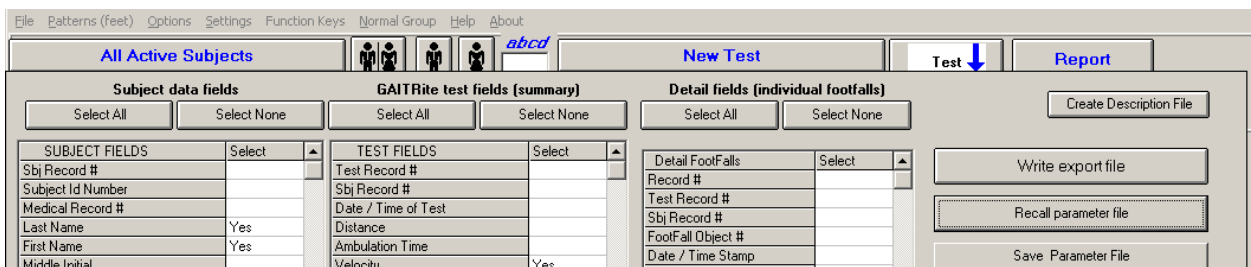 File Patterns (feet) Options Settings Function Keys Normal Group Help About
All Active Subjects abcd New Test Test Report
Subject data fields GAITRite test fields (summary) Detail fields (individual footfalls)
Create Description File
Select All Select None Select All Select None Select All Select None
SUBJECT FIELDS Select TEST FIELDS Select Detail FootFalls Select
Sbj Record # Test Record # Record #
Write export file
Subject Id Number Sbj Record # Test Record #
Medical Record # Date / Time of Test Sbj Record #
Last Name Yes Distance FootFall Object #
Recall parameter file
First Name Yes Ambulation Time Date / Time Stamp
Middle Initial Velocity Yes
Save Parameter File